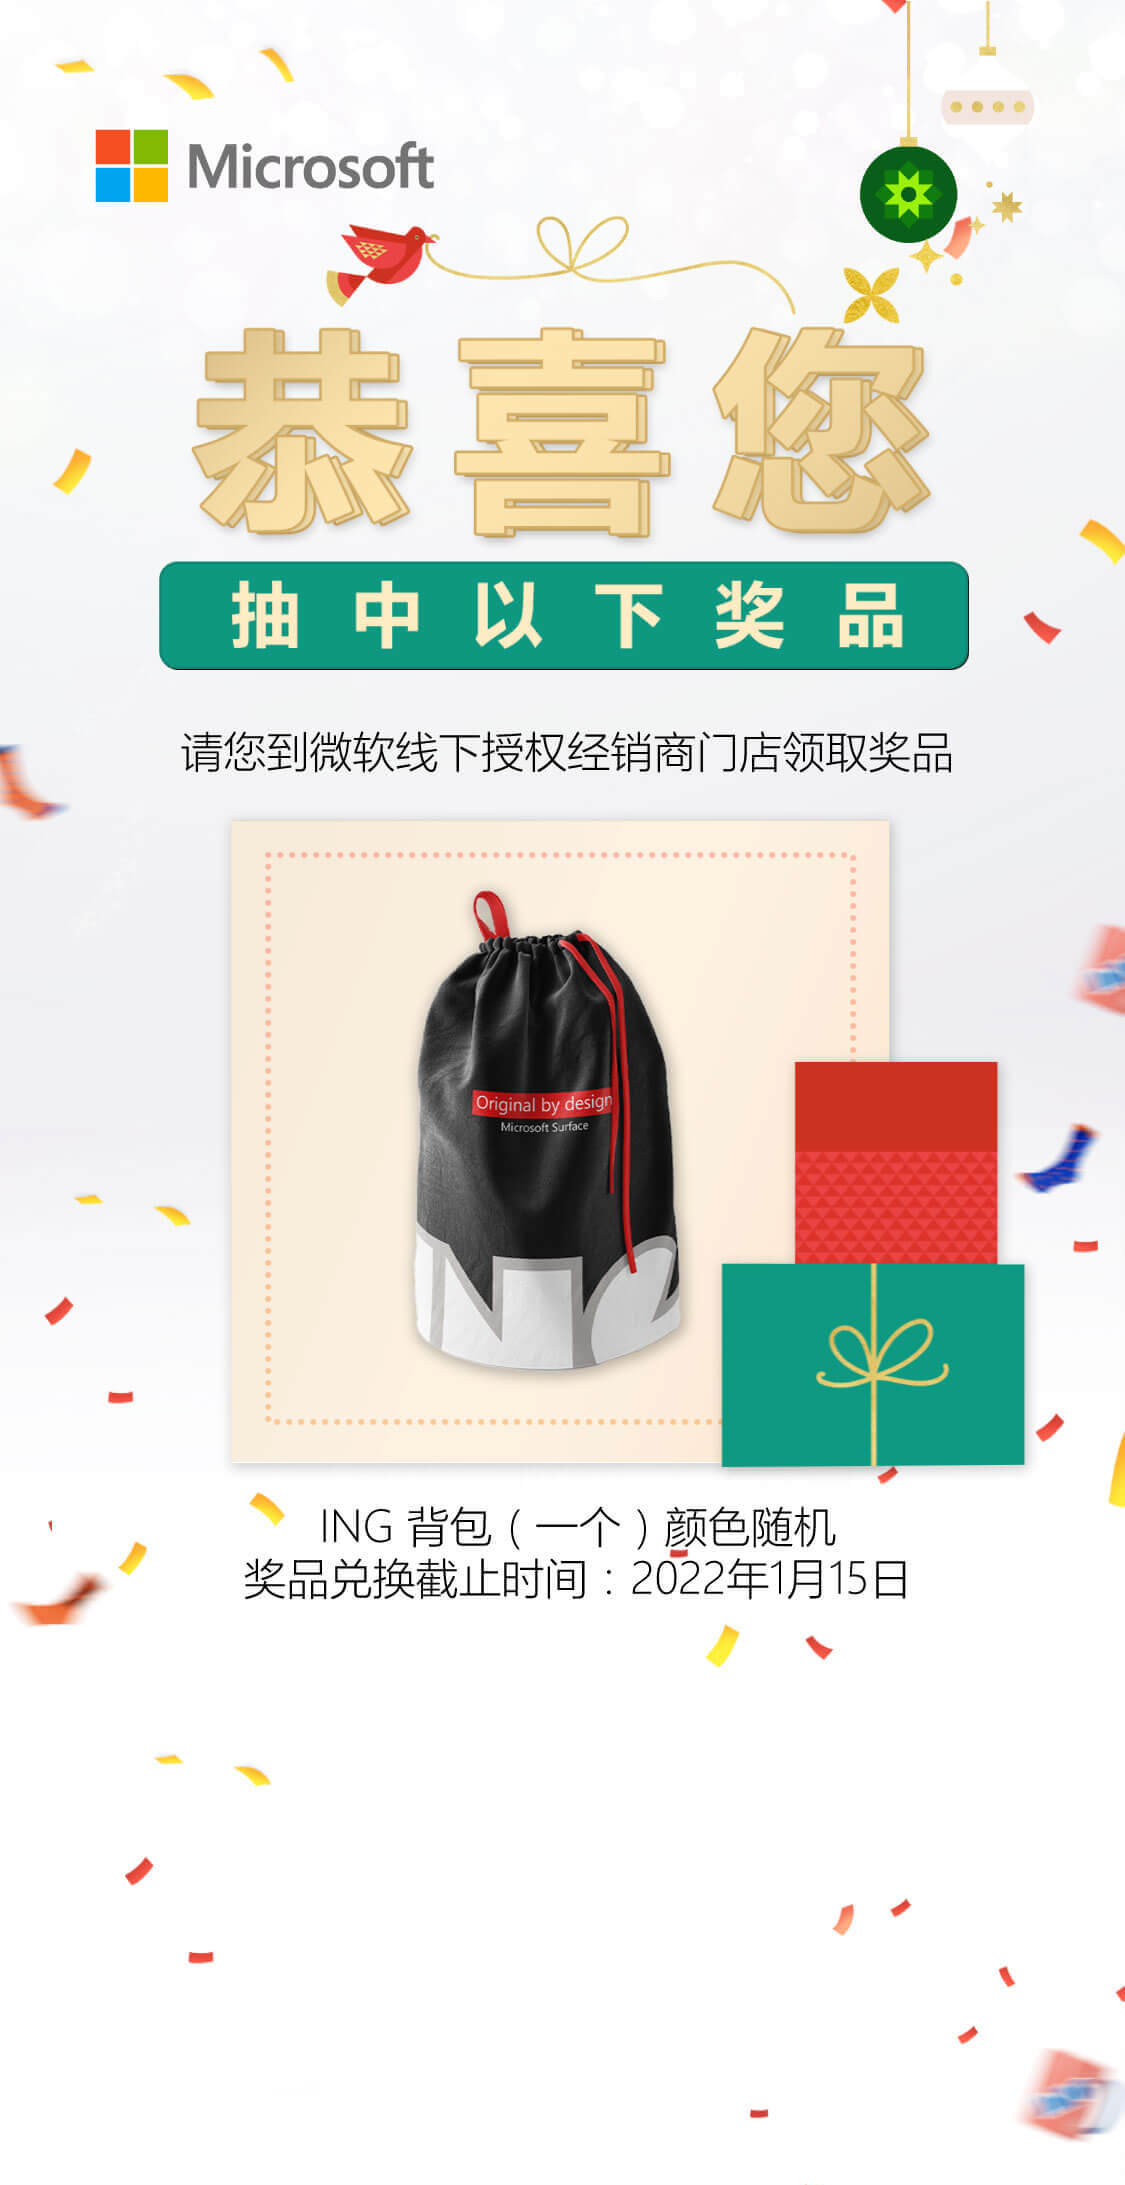 Microsoft
恭喜您
抽中以下奖品
请您到微软线下授权经销商门店领取奖品
Original by design
Microsoft Surface
ING
ING 背包（一个）颜色随机
奖品兑换截止时间：2022年1月15日